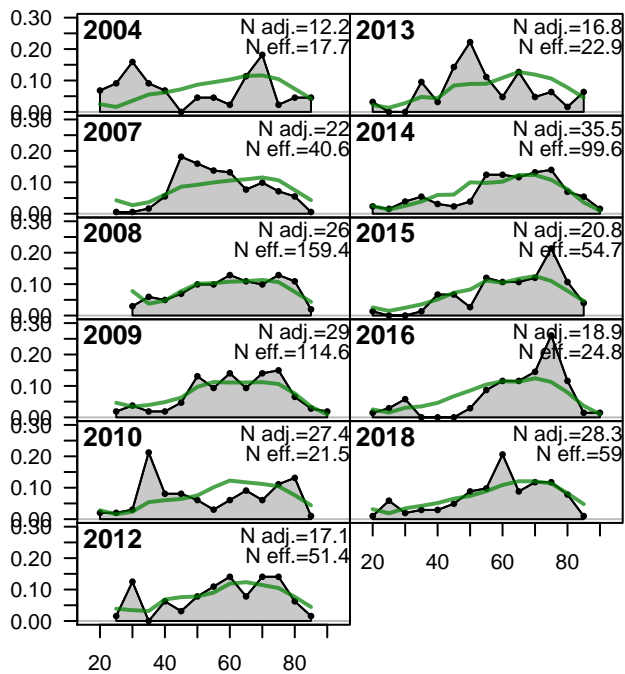 0.30
0.20
0.10
0.00
2004
N adj.=12.2
N eff.=17.7
2013
N adj.=16.8
N eff.=22.9
0.30
0.20
0.10
0.00
2007
N adj.=22
N eff.=40.6
2014
N adj.=35.5
N eff.=99.6
0.30
0.20
0.10
0.00
2008
N adj.=26
N eff.=159.4
2015
N adj.=20.8
N eff.=54.7
0.30
0.20
0.10
0.00
2009
N adj.=29
N eff.=114.6
2016
N adj.=18.9
N eff.=24.8
0.30
0.20
0.10
0.00
2010
N adj.=27.4
N eff.=21.5
2018
N adj.=28.3
N eff.=59
0.30
0.20
0.10
0.00
2012
N adj.=17.1
N eff.=51.4
20 40 60 80
20 40 60 80